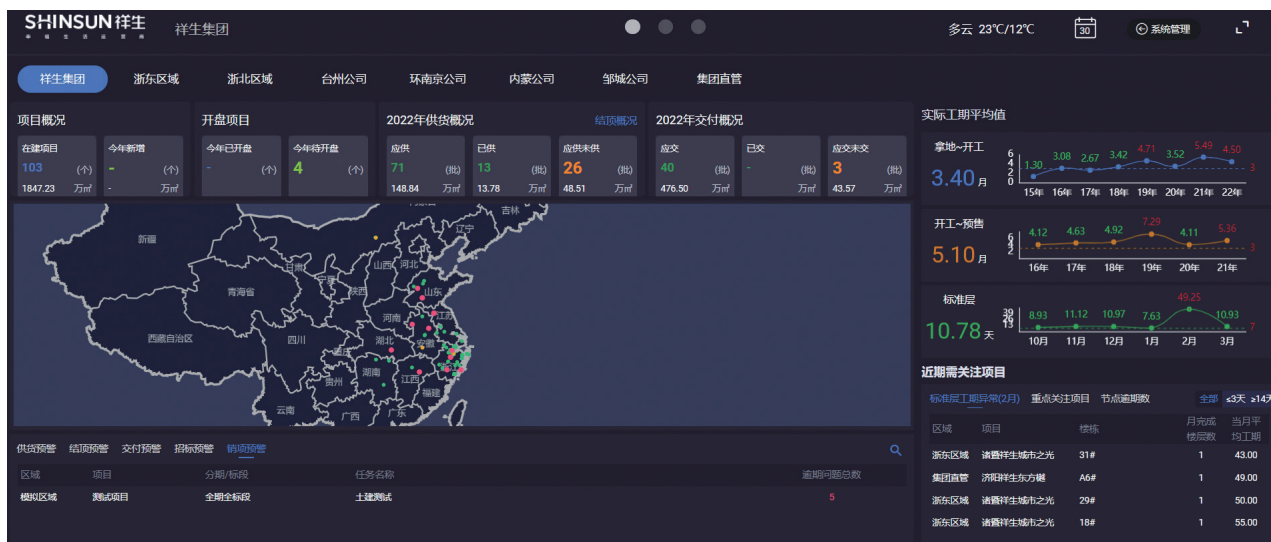 SHINSUN祥生 祥生集团 多云 23℃/12℃ 30 系统管理
祥生集团 浙东区域 浙北区域 台州公司 环南京公司 内蒙公司 邹城公司 集团直管
项目概况 开盘项目 2022年供货概况 结顶概况 2022年交付概况
在建项目 今年新增 今年已开盘 今年待开盘 应供 已供 应供未供 应交 已交 应交未交
103 (个) - (个) - (个) 4 (个) 71 (批) 13 (批) 26 (批) 40 (批) - (批) 3 (批)
1847.23 万㎡ - 万㎡ 148.84 万㎡ 13.78 万㎡ 48.51 万㎡ 476.50 万㎡ 万㎡ 43.57 万㎡
吉林
辽宁
新疆
甘肃
山西
河北
宁夏
青海省
陕西
山东
河南
江苏
西藏自治区
四川
湖北
安徽
重庆
湖南
江西
贵州
福建
云南
广西
广东
供货预警 结顶预警 交付预警 招标预警 销项预警
区域 项目 分期/标段 任务名称 逾期问题总数
模拟区域 测试项目 全期全标段 土建测试 5
实际工期平均值
拿地~开工
3.40 月
6
4
2
0
1.30 3.08 2.67 3.42 4.71 3.52 5.49 4.50
3
15年 16年 17年 18年 19年 20年 21年 22年
开工~预售
5.10 月
6
4
2
4.12 4.63 4.92 7.29 4.11 5.36
3
16年 17年 18年 19年 20年 21年
标准层
10.78 天
39
26
13
8.93 11.12 10.97 7.63 49.25 10.93
7
10月 11月 12月 1月 2月 3月
近期需关注项目
标准层工期异常(2月) 重点关注项目 节点逾期数 全部 ≤3天 ≥14天
区域 项目 楼栋 月完成楼层数 当月平均工期
浙东区域 诸暨祥生城市之光 31# 1 43.00
集团直管 济阳祥生东方樾 A6# 1 49.00
浙东区域 诸暨祥生城市之光 29# 1 50.00
浙东区域 诸暨祥生城市之光 18# 1 55.00